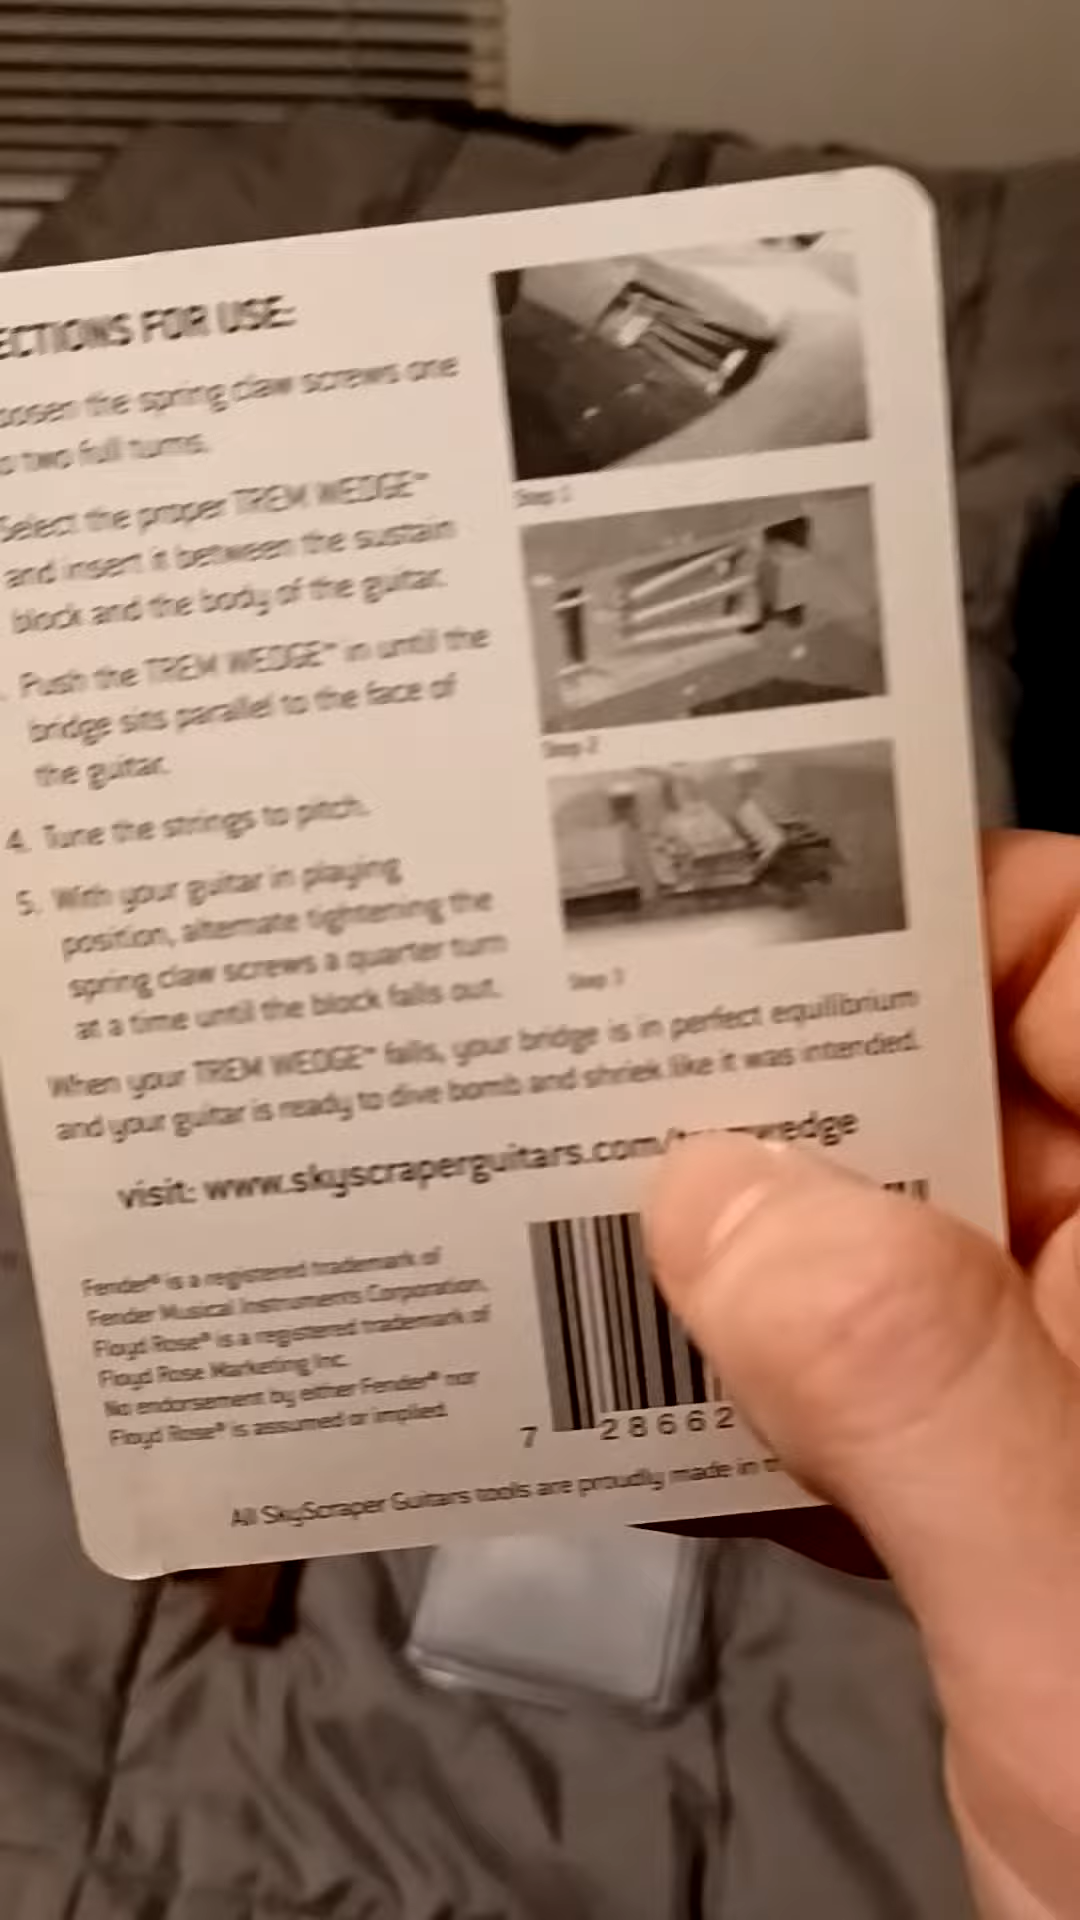 ECTIONS FOR USE:
oosen the spring claw screws one
o two full turns.
Select the proper TREM WEDGE™
and insert it between the sustain
block and the body of the guitar.
. Push the TREM WEDGE™ in until the
bridge sits parallel to the face of
the guitar.
4. Tune the strings to pitch.
5. With your guitar in playing
position, alternate tightening the
spring claw screws a quarter turn
at a time until the block falls out.
Step 1
Step 2
Step 3
When your TREM WEDGE™ falls, your bridge is in perfect equilibrium
and your guitar is ready to dive bomb and shriek like it was intended.
visit: www.skyscraperguitars.com/t wedge
Fender® is a registered trademark of
Fender Musical Instruments Corporation.
Floyd Rose® is a registered trademark of
Floyd Rose Marketing Inc.
No endorsement by either Fender® nor
Floyd Rose® is assumed or implied.
7 28662
All SkyScraper Guitars tools are proudly made in